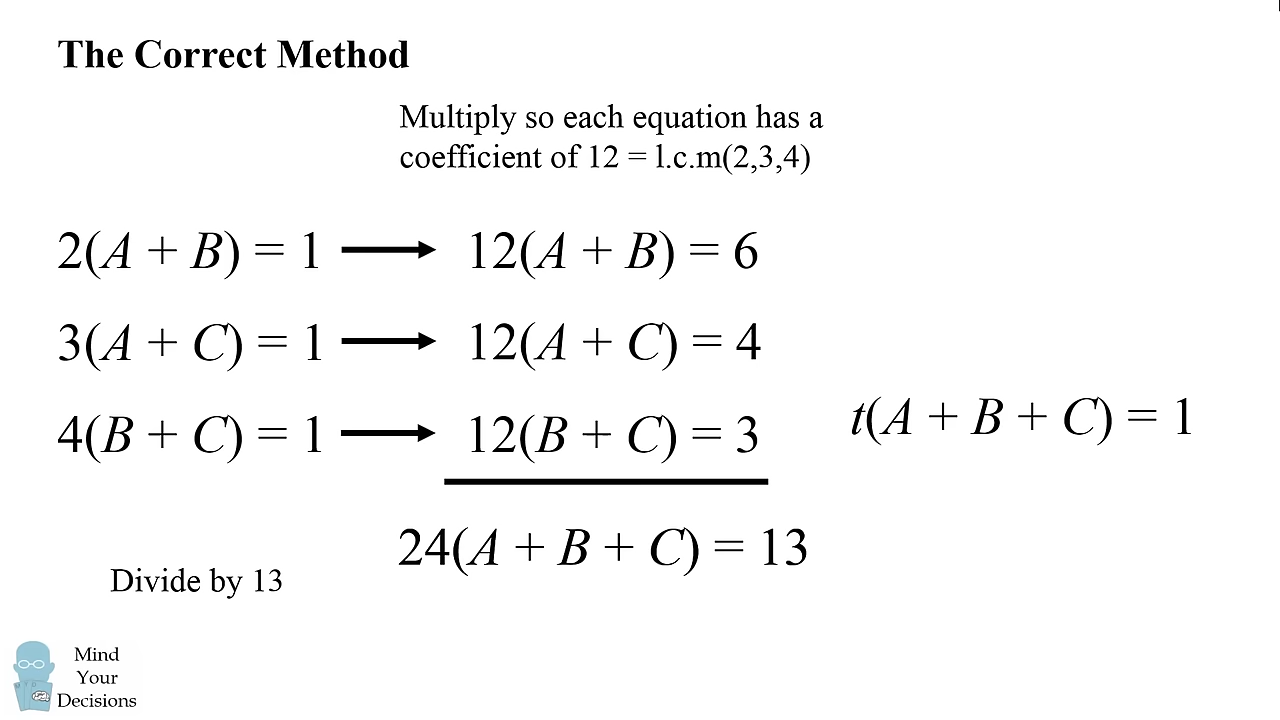 The Correct Method
Multiply so each equation has a
coefficient of 12 = l.c.m(2,3,4)
2(A + B) = 1 ⟶ 12(A + B) = 6
3(A + C) = 1 ⟶ 12(A + C) = 4
4(B + C) = 1 ⟶ 12(B + C) = 3
t(A + B + C) = 1
24(A + B + C) = 13
Divide by 13
Mind
Your
Decisions